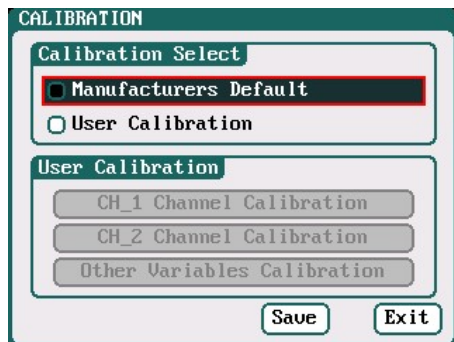 CALIBRATION
Calibration Select
Manufacturers Default
User Calibration
User Calibration
CH_1 Channel Calibration
CH_2 Channel Calibration
Other Variables Calibration
Save Exit